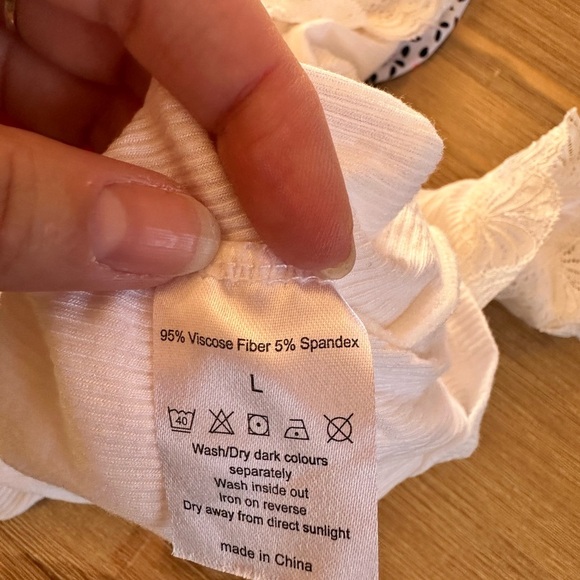 95% Viscose Fiber 5% Spandex
L
40
Wash/Dry dark colours
separately
Wash inside out
Iron on reverse
Dry away from direct sunlight
made in China